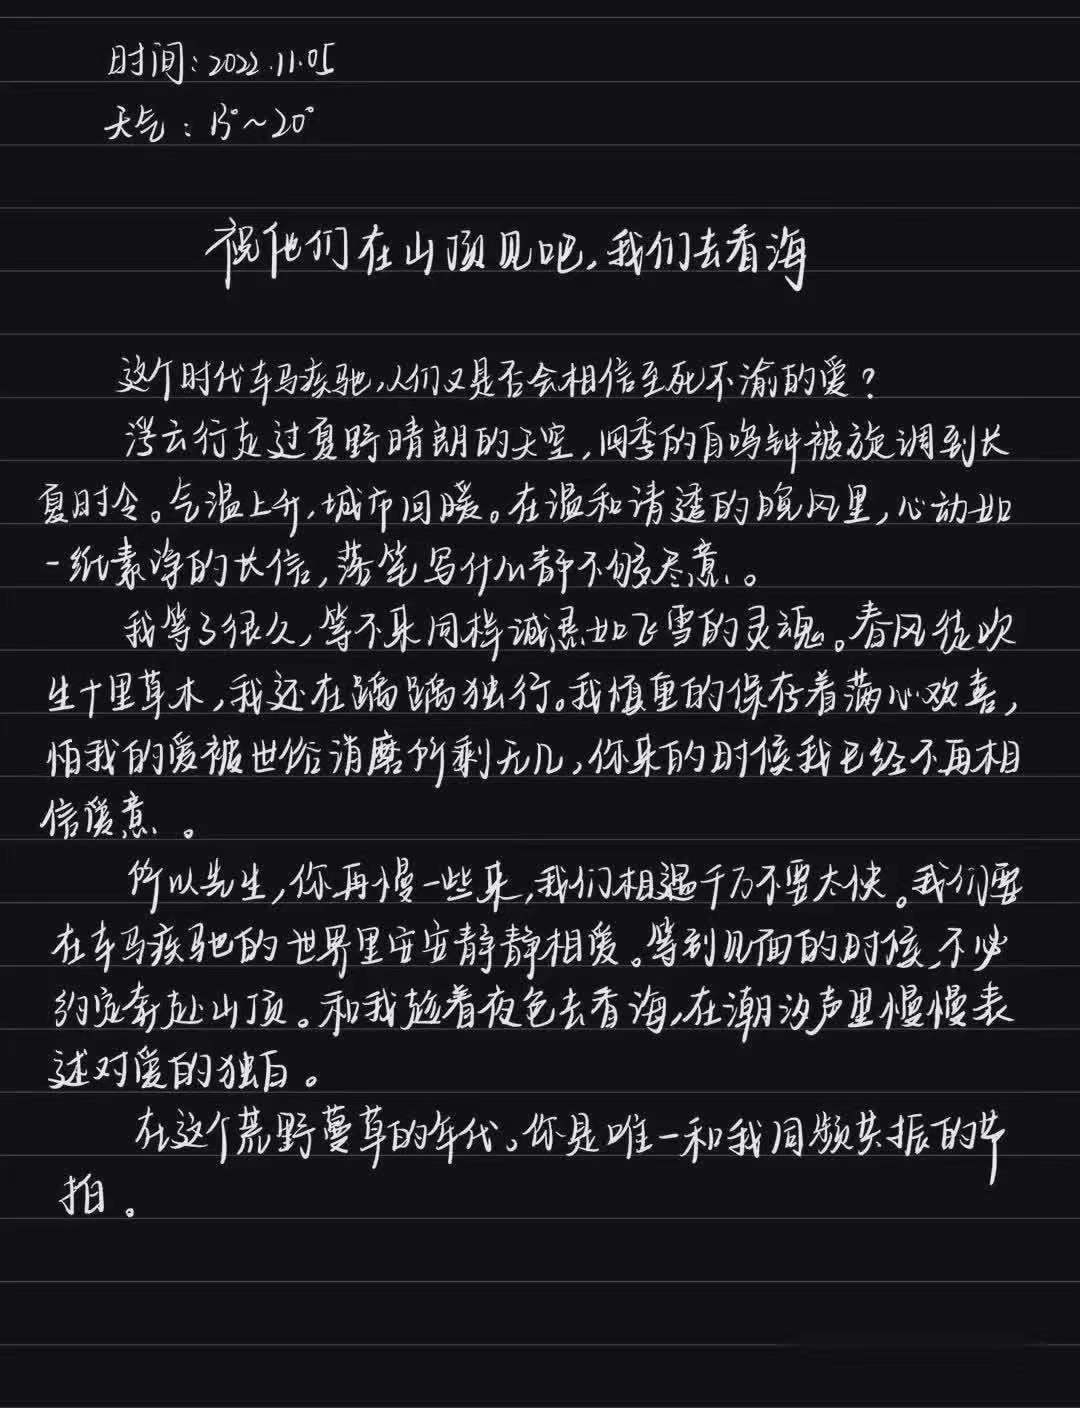 时间:2022.11.05
天气:15°~20°
祝他们在山顶见吧,我们去看海
这个时代车马疾驰,人们又是否会相信至死不渝的爱?
浮云行走过夏野晴朗的天空,四季的自鸣钟被旋调到长
夏时令。气温上升,城市回暖。在温和清透的晚风里,心动如
一纸素净的长信,落笔写什么都不够尽意。
我等了很久,等不来同样诚恳如飞雪的灵魂。春风徒吹
生十里草木,我还在踽踽独行。我慎重的保存着满心欢喜,
怕我的爱被世俗消磨所剩无几,你来的时候我已经不再相
信爱意。
所以先生,你再慢一些来,我们相遇千万不要太快。我们要
在车马疾驰的世界里安安静静相爱。等到见面的时候,不必
约定奔赴山顶。和我趁着夜色去看海,在潮汐声里慢慢表
述对爱的独白。
在这个荒野蔓草的年代,你是唯一和我同频共振的节
拍。